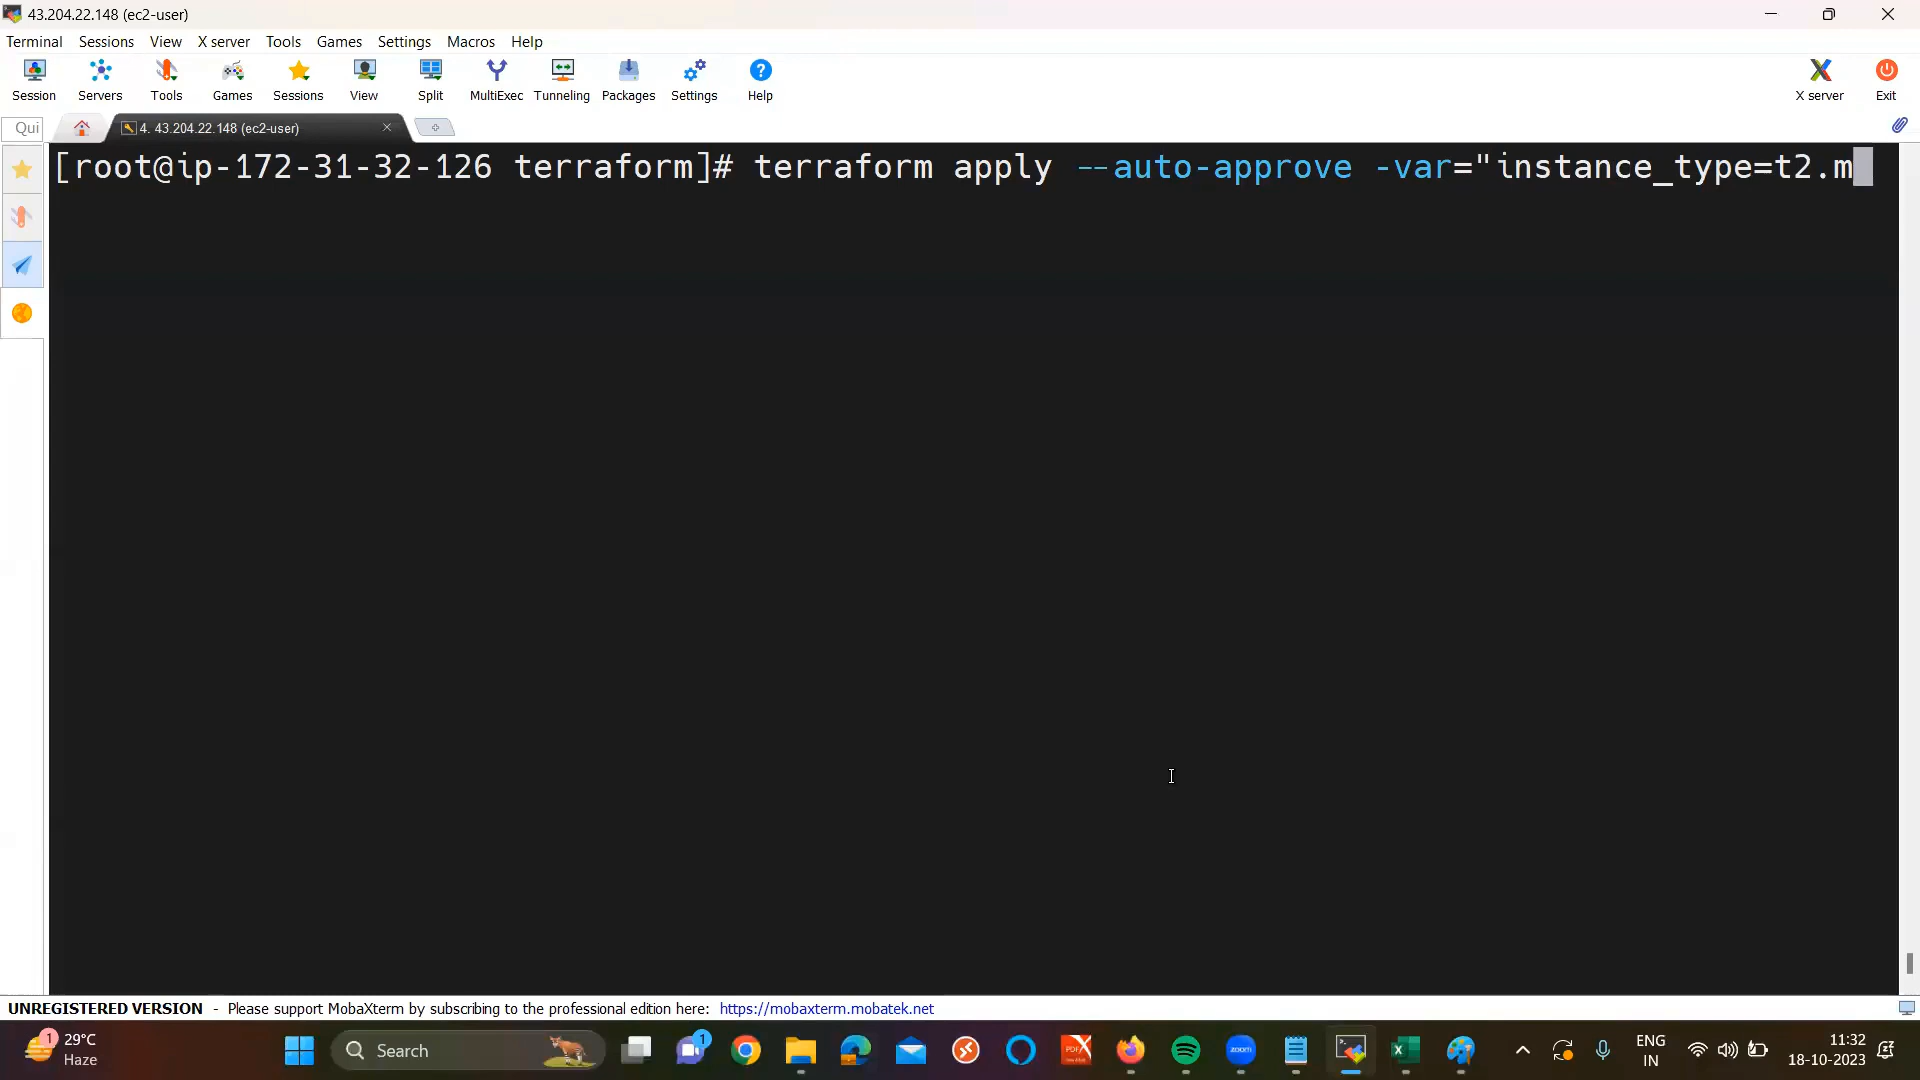 43.204.22.148 (ec2-user)
Terminal Sessions View X server Tools Games Settings Macros Help
Session Servers Tools Games Sessions View Split MultiExec Tunneling Packages Settings Help X server Exit
Qui 4. 43.204.22.148 (ec2-user)
[root@ip-172-31-32-126 terraform]# terraform apply --auto-approve -var="instance_type=t2.m
UNREGISTERED VERSION - Please support MobaXterm by subscribing to the professional edition here: https://mobaxterm.mobatek.net
1 29°C
Haze
Search
1
PDF
zoom
ENG
IN
11:32
18-10-2023